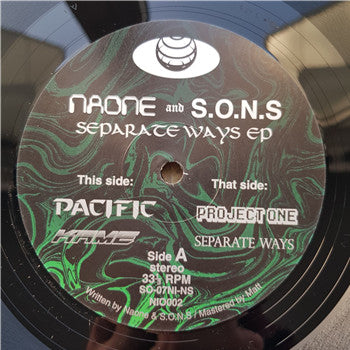 NAONE and S.O.N.S
SEPARATE WAYS EP
This side:
PACIFIC
KAME
That side:
PROJECT ONE
SEPARATE WAYS
Side A
stereo
33⅓ RPM
SO-07NI-NS
NIO002
Written by Naone & S.O.N.S / Mastered by Matt